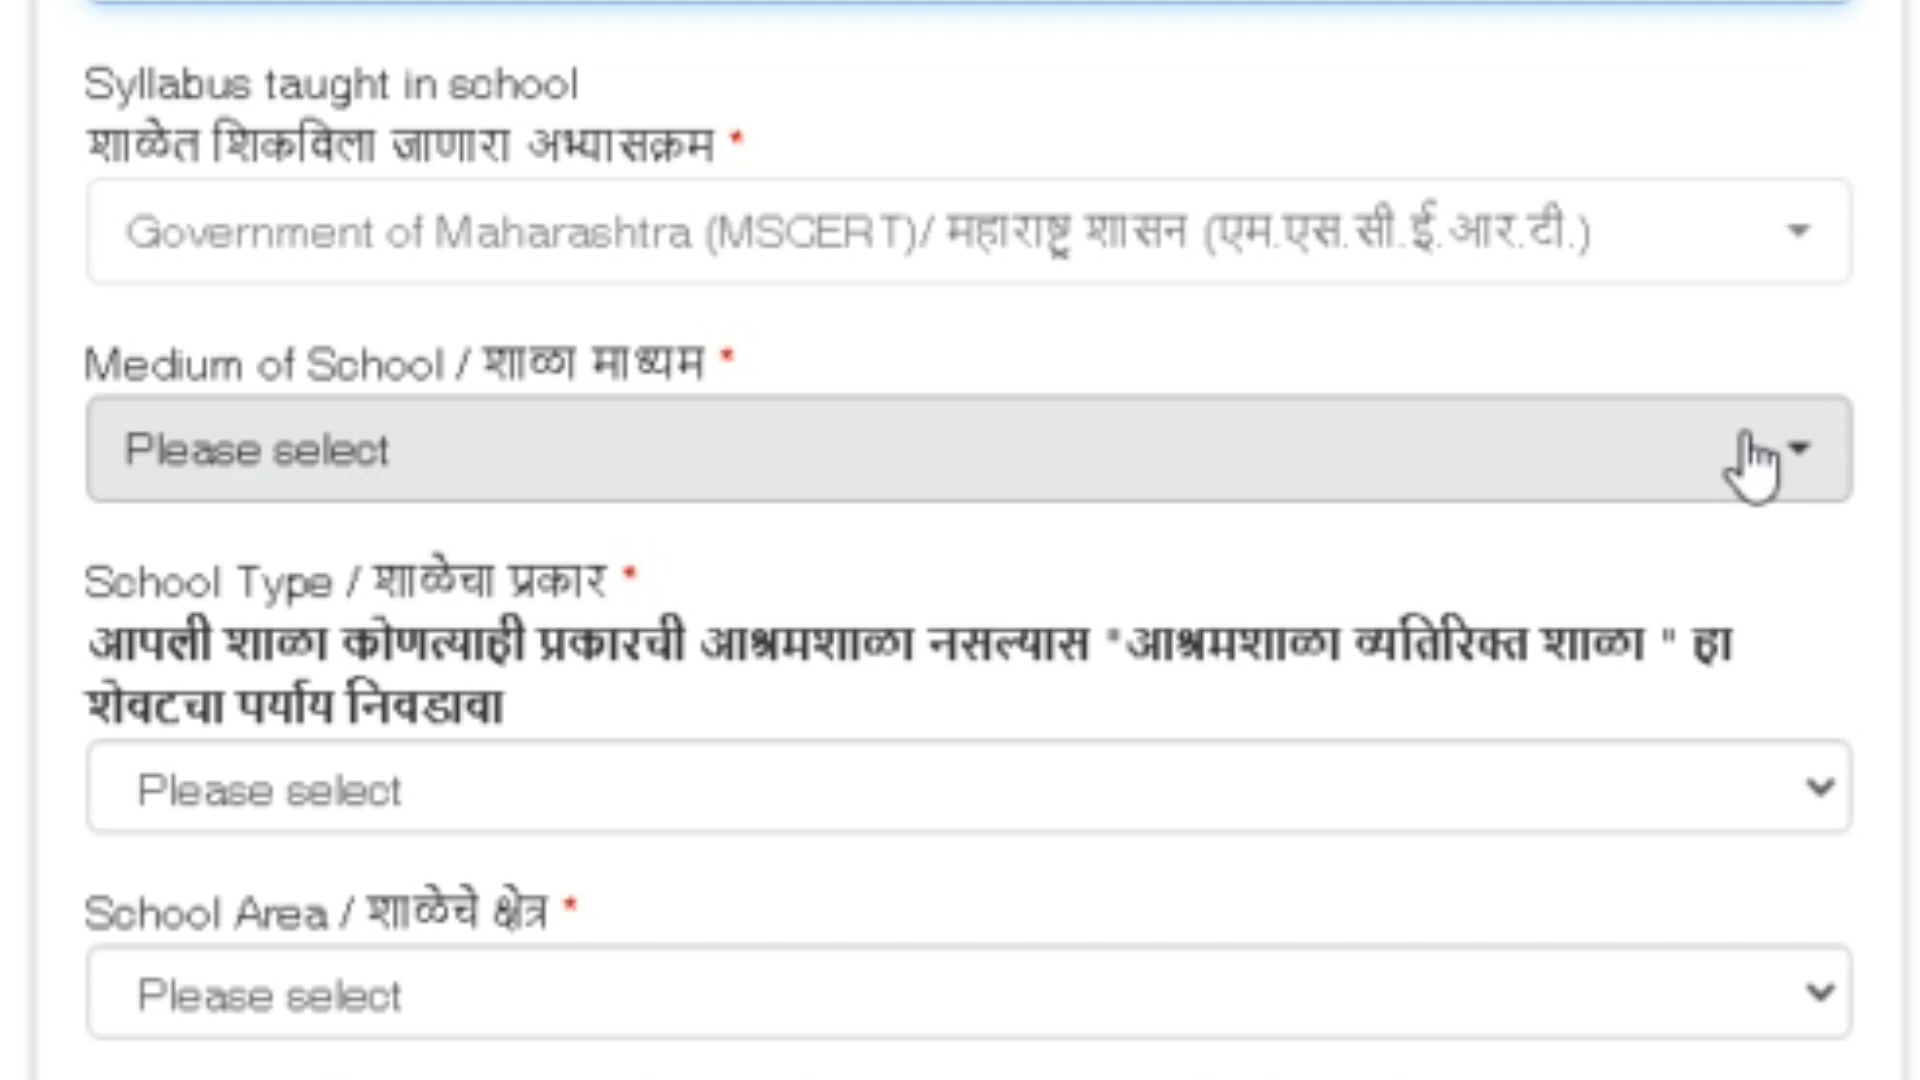 Syllabus taught in school
शाळेत शिकविला जाणारा अभ्यासक्रम *
Government of Maharashtra (MSCERT)/ महाराष्ट्र शासन (एम.एस.सी.ई.आर.टी.)
Medium of School / शाळा माध्यम *
Please select
School Type / शाळेचा प्रकार *
आपली शाळा कोणत्याही प्रकारची आश्रमशाळा नसल्यास "आश्रमशाळा व्यतिरिक्त शाळा " हा
शेवटचा पर्याय निवडावा
Please select
School Area / शाळेचे क्षेत्र *
Please select